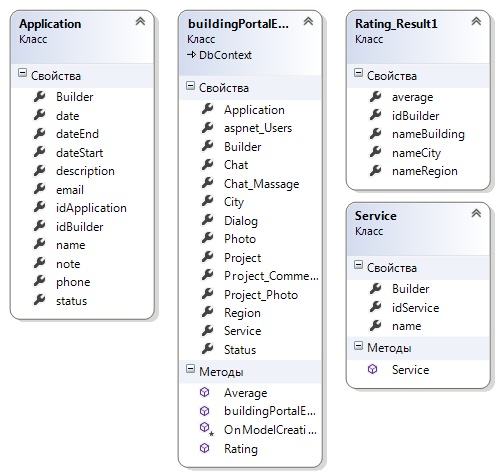 Application
Класс
Свойства
Builder
date
dateEnd
dateStart
description
email
idApplication
idBuilder
name
note
phone
status
buildingPortalE...
Класс
DbContext
Свойства
Application
aspnet_Users
Builder
Chat
Chat_Massage
City
Dialog
Photo
Project
Project_Comme...
Project_Photo
Region
Service
Status
Методы
Average
buildingPortalE...
OnModelCreati...
Rating
Rating_Result1
Класс
Свойства
average
idBuilder
nameBuilding
nameCity
nameRegion
Service
Класс
Свойства
Builder
idService
name
Методы
Service